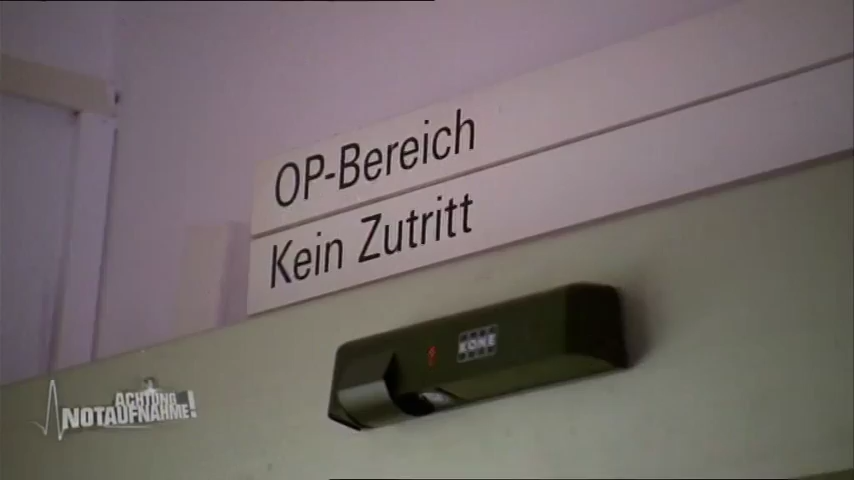 OP-Bereich
Kein Zutritt
KONE
ACHTUNG
NOTAUFNAHME!